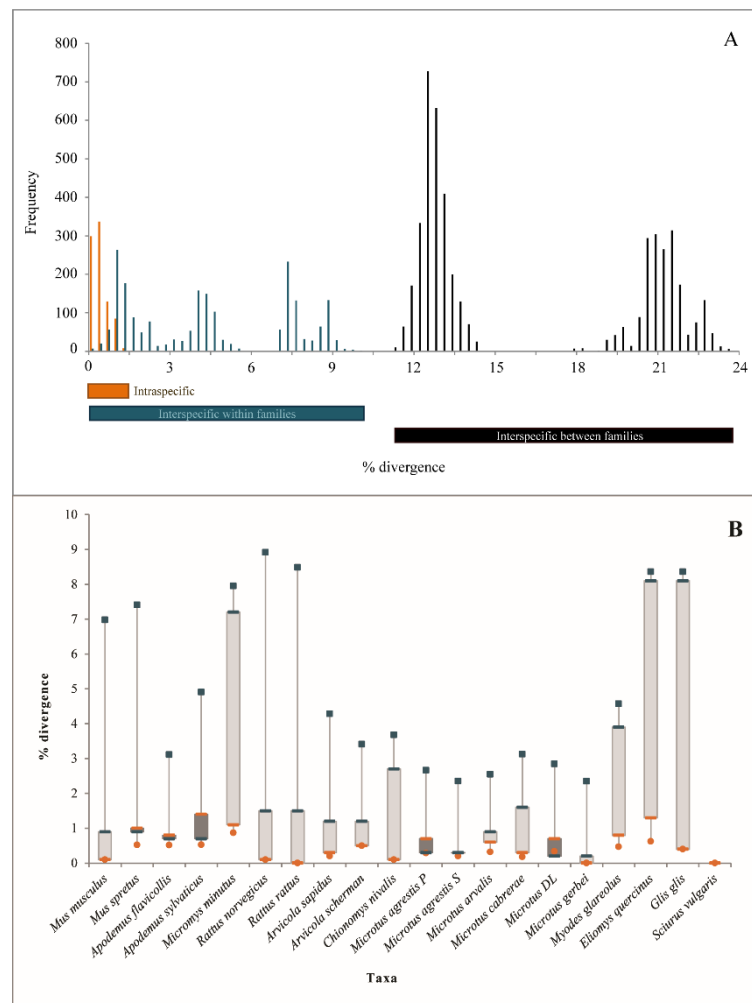 A
800
700
600
500
400
300
200
100
0
Frequency
0 3 6 9 12 15 18 21 24
Intraspecific
Interspecific within families
Interspecific between families
% divergence
B
10
9
8
7
6
5
4
3
2
1
0
% divergence
Mus musculus
Mus spretus
Apodemus flavicollis
Apodemus sylvaticus
Micromys minutus
Rattus norvegicus
Rattus rattus
Arvicola sapidus
Arvicola scherman
Chionomys nivalis
Microtus agrestis P
Microtus agrestis S
Microtus arvalis
Microtus cabrerae
Microtus DL
Microtus gerbei
Myodes glareolus
Eliomys quercinus
Glis glis
Sciurus vulgaris
Taxa